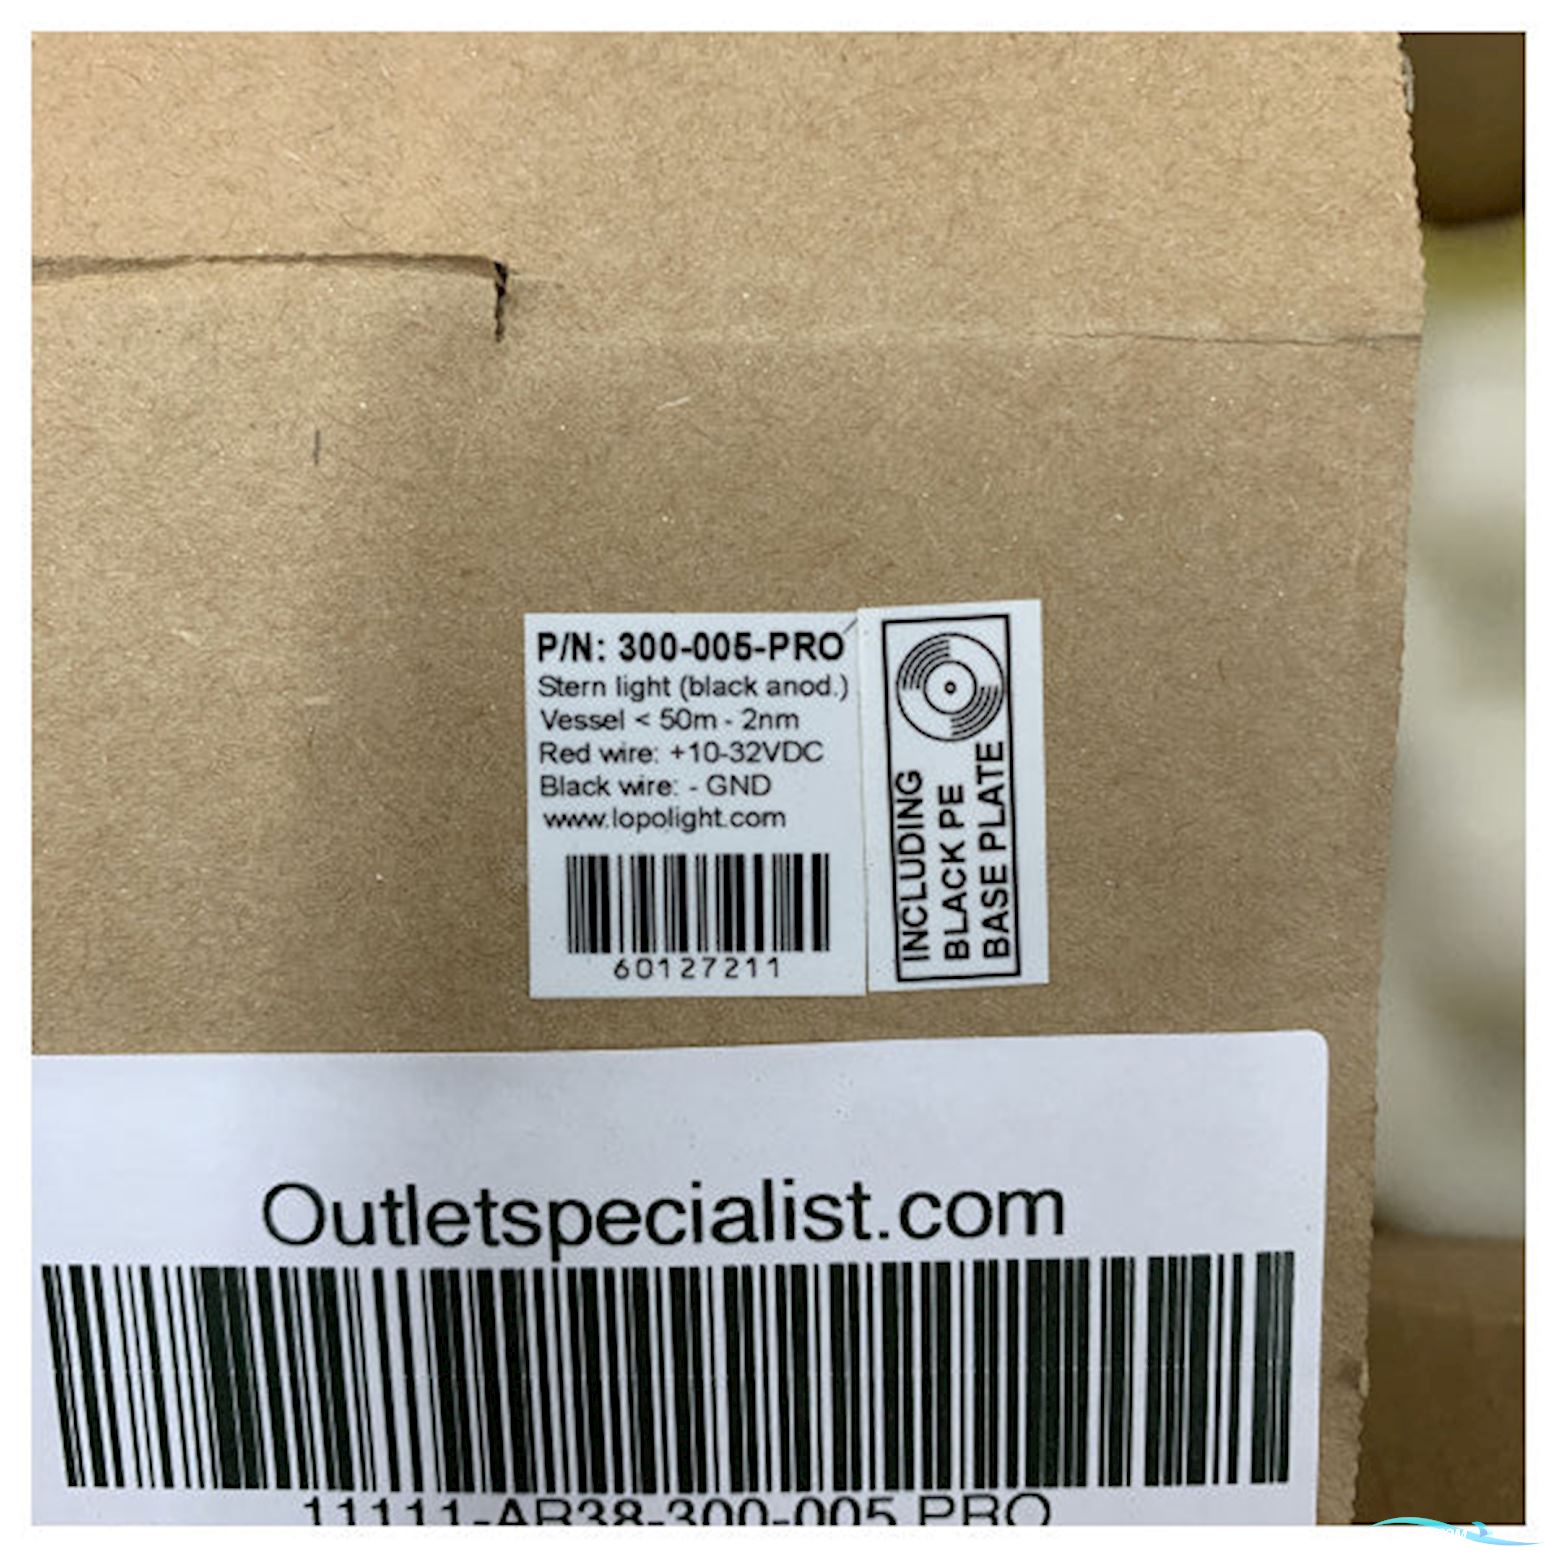 P/N: 300-005-PRO
Stern light (black anod.)
Vessel < 50m - 2nm
Red wire: +10-32VDC
Black wire: - GND
www.lopolight.com
60127211
INCLUDING
BLACK PE
BASE PLATE
Outletspecialist.com
11111-AR38-300-005 PRO